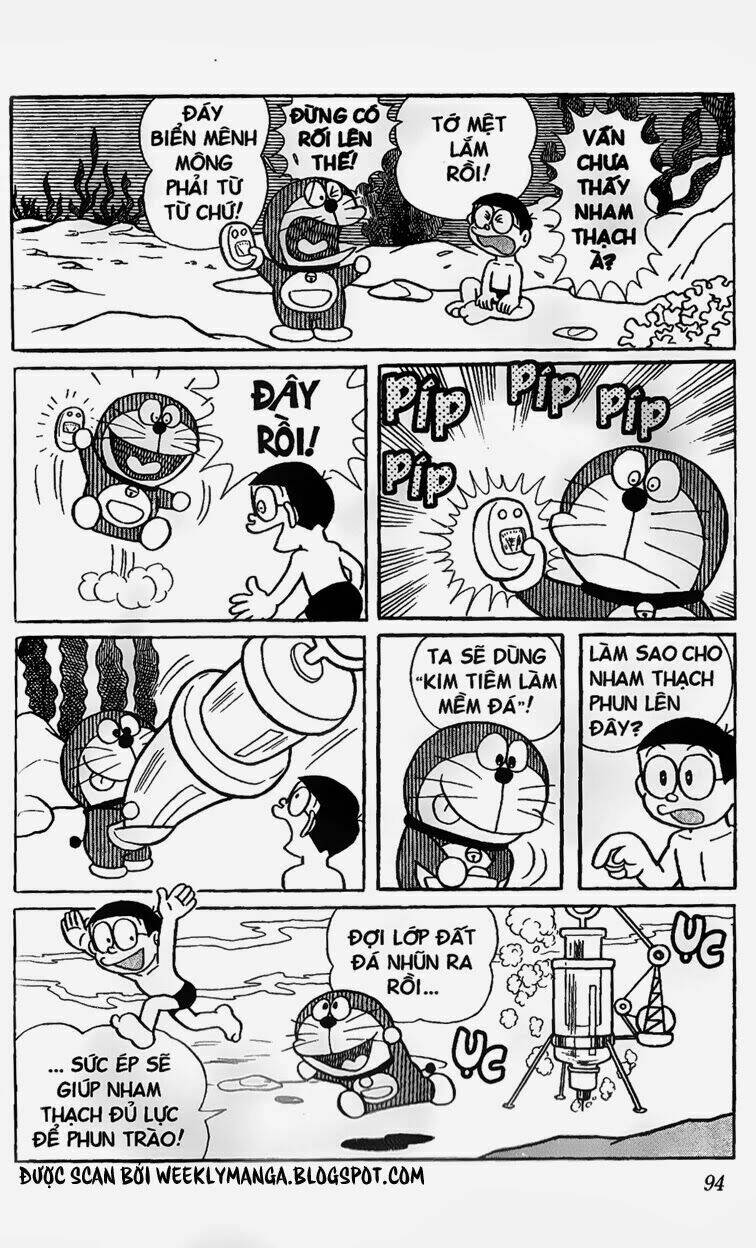 VẪN
CHƯA
THẤY
NHAM
THẠCH
À?
TỚ MỆT
LẮM
RỒI!
ĐỪNG CÓ
RỐI LÊN
THẾ!
ĐÁY
BIỂN MÊNH
MÔNG
PHẢI TỪ
TỪ CHỨ!
PÍP
PÍP
PÍP
PÍP
ĐÂY
RỒI!
LÀM SAO CHO
NHAM THẠCH
PHUN LÊN
ĐÂY?
TA SẼ DÙNG
"KIM TIÊM LÀM
MỀM ĐÁ"!
ỤC
ỤC
ĐỢI LỚP ĐẤT
ĐÁ NHŨN RA
RỒI...
... SỨC ÉP SẼ
GIÚP NHAM
THẠCH ĐỦ LỰC
ĐỂ PHUN TRÀO!
ĐƯỢC SCAN BỞI WEEKLYMANGA.BLOGSPOT.COM
94